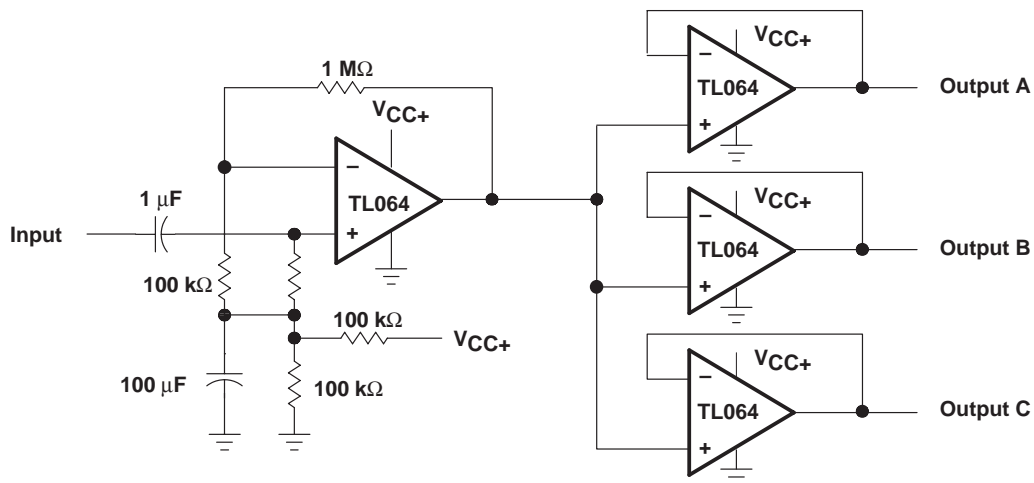 1 MΩ
VCC+
−
TL064
+
1 μF
Input
100 kΩ
100 kΩ
VCC+
100 μF
100 kΩ
VCC+
−
TL064
+
Output A
VCC+
−
TL064
+
Output B
VCC+
−
TL064
+
Output C